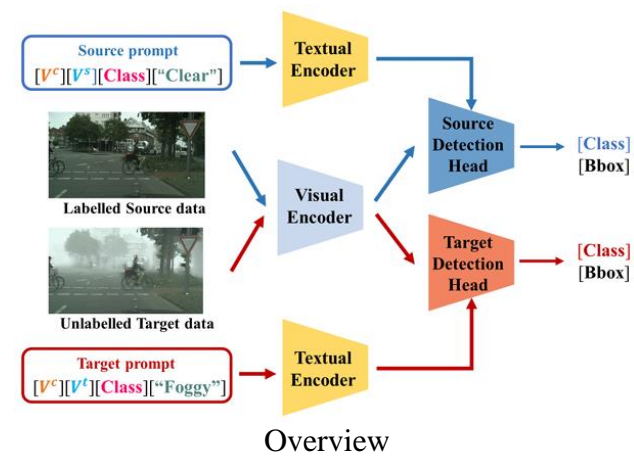 Source prompt
[V^c][V^s][Class]["Clear"]
Textual
Encoder
Labelled Source data
Visual
Encoder
Source
Detection
Head
[Class]
[Bbox]
Unlabelled Target data
Target
Detection
Head
[Class]
[Bbox]
Target prompt
[V^c][V^t][Class]["Foggy"]
Textual
Encoder
Overview